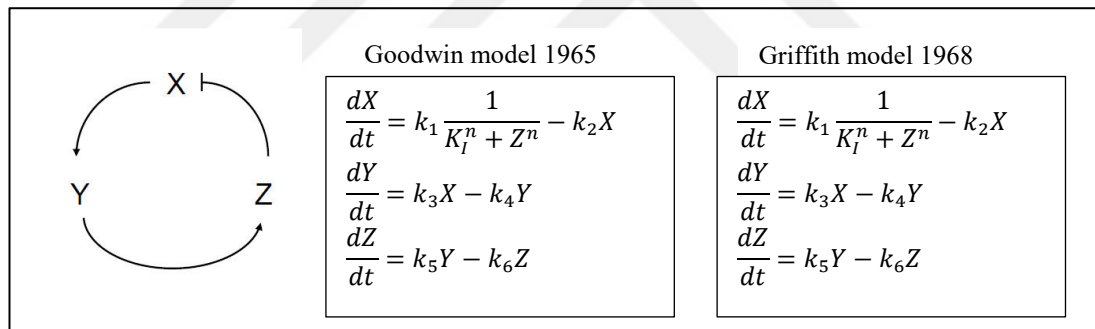 Goodwin model 1965
Griffith model 1968
X
Y
Z
dX/dt = k₁ 1/(K_I^n + Z^n) − k₂X
dY/dt = k₃X − k₄Y
dZ/dt = k₅Y − k₆Z
dX/dt = k₁ 1/(K_I^n + Z^n) − k₂X
dY/dt = k₃X − k₄Y
dZ/dt = k₅Y − k₆Z